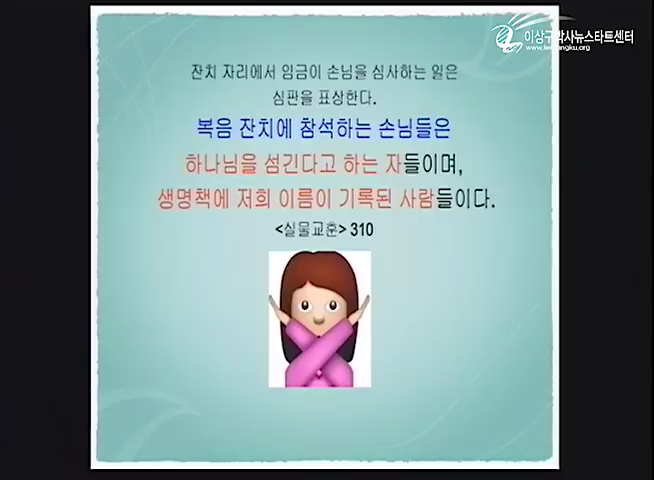 이상구박사뉴스타트센터
www.leesangku.org
잔치 자리에서 임금이 손님을 심사하는 일은
심판을 표상한다.
복음 잔치에 참석하는 손님들은
하나님을 섬긴다고 하는 자들이며,
생명책에 저희 이름이 기록된 사람들이다.
<실물교훈> 310